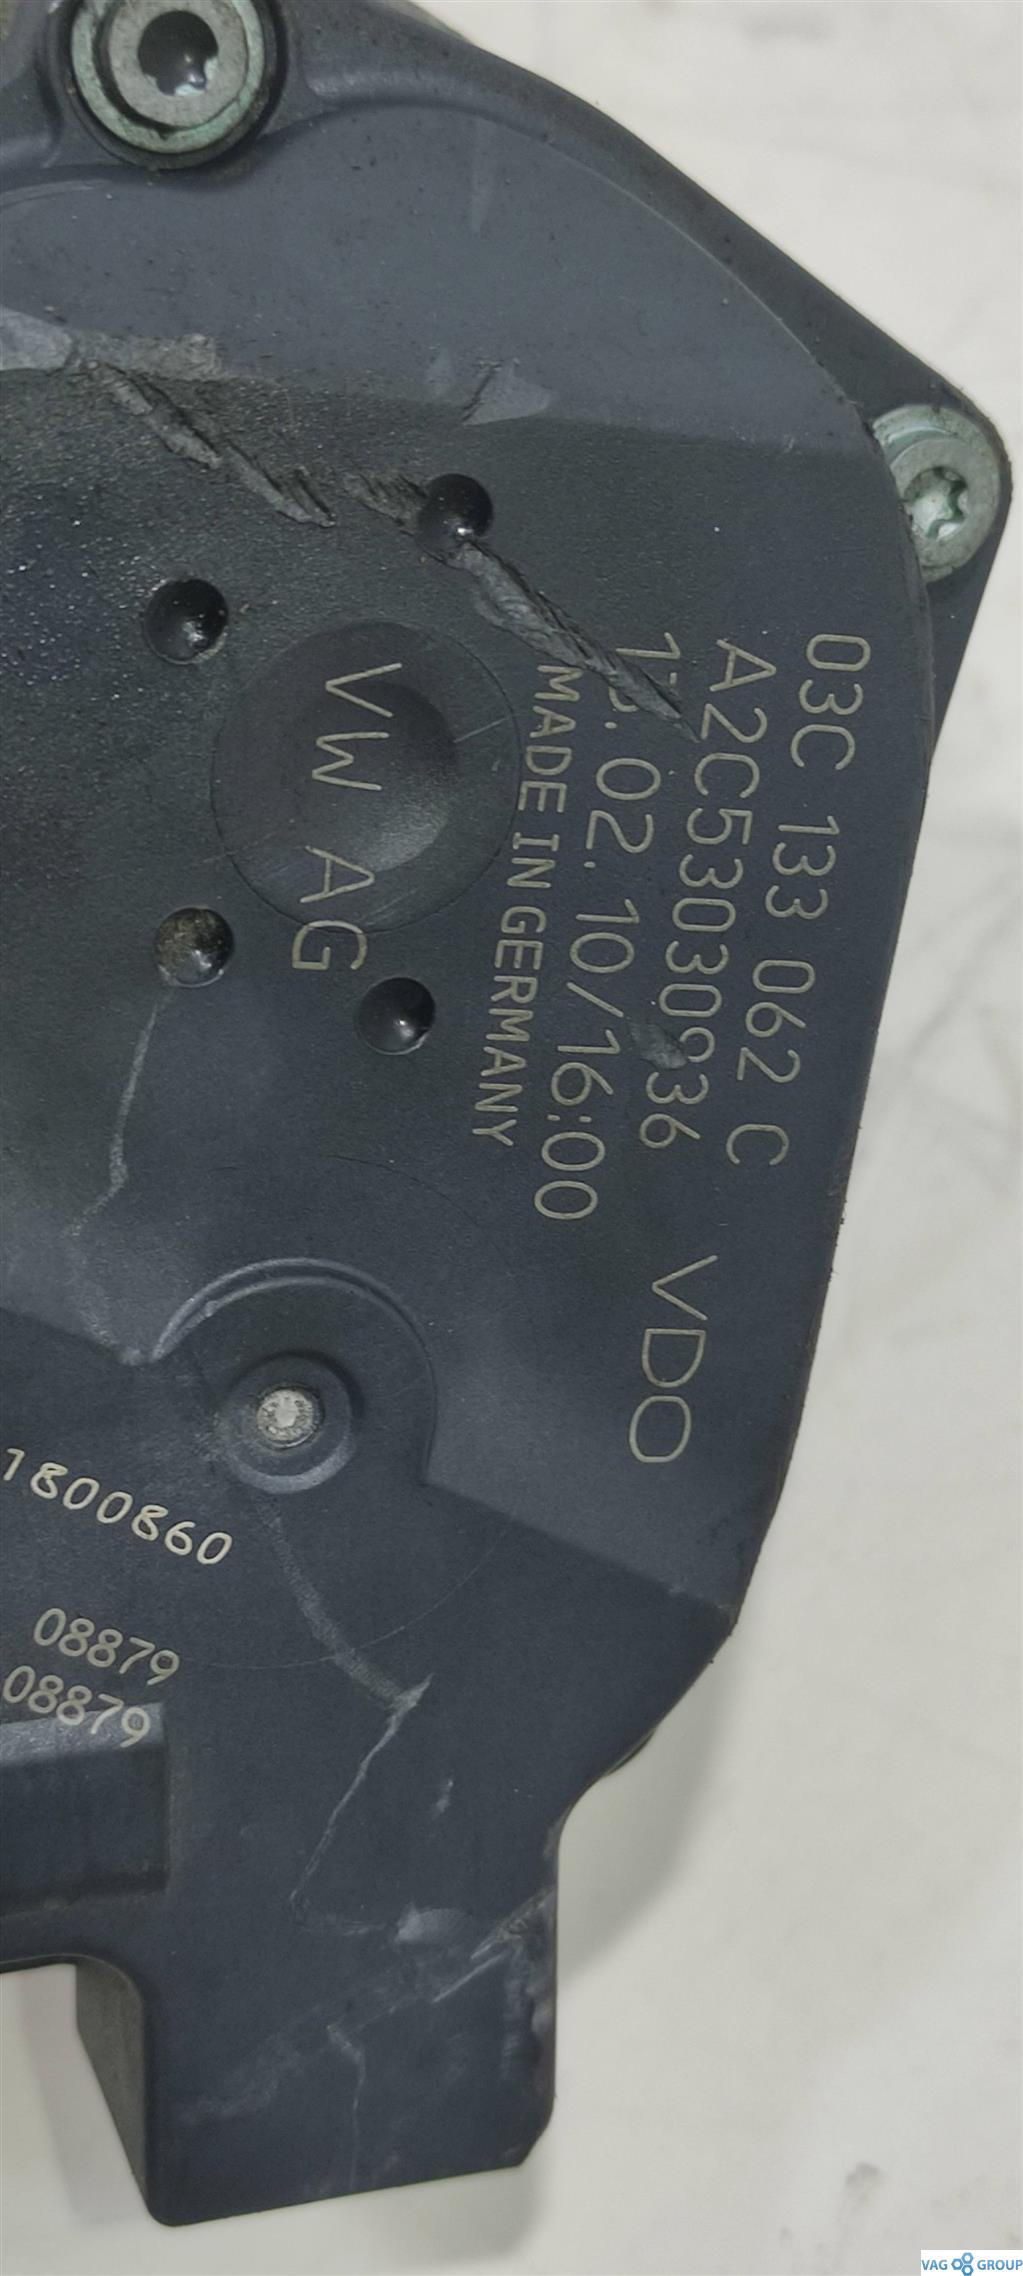 03C 133 062 C
A2C53030936 VDO
.02.10/16:00
MADE IN GERMANY
VW AG
1800860
08879
08879
VAG GROUP